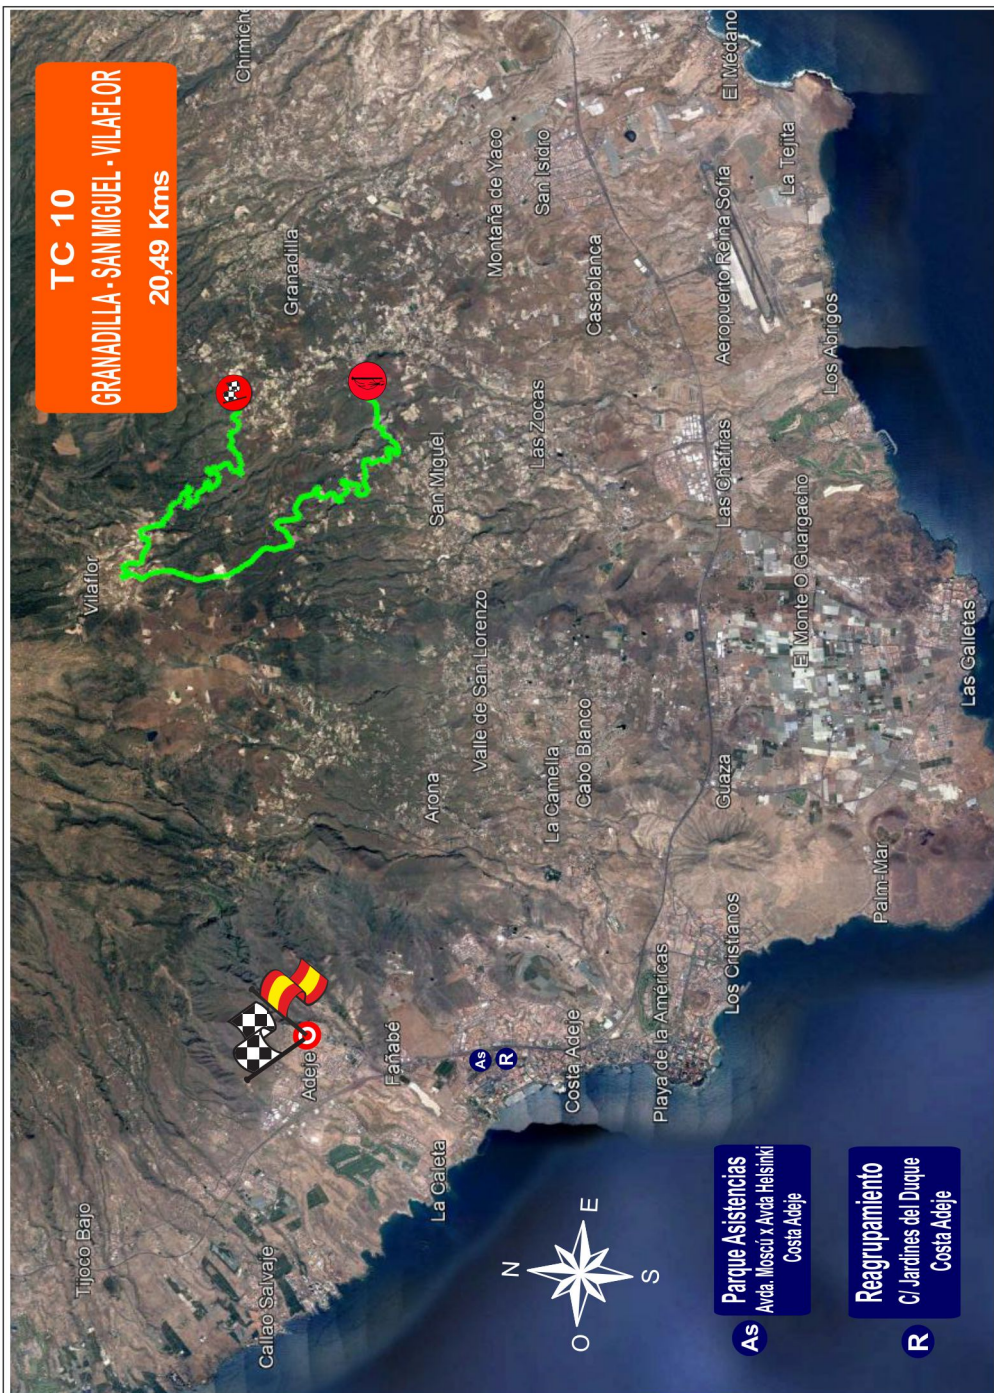 TC 10
GRANADILLA - SAN MIGUEL - VILAFLOR
20,49 Kms
Tijoco Bajo
Vilaflor
Chimiche
Callao Salvaje
Adeje
Granadilla
Fañabé
La Caleta
Arona
San Miguel
Valle de San Lorenzo
Montaña de Yaco
Las Zocas
San Isidro
La Camella
Costa Adeje
Cabo Blanco
Casablanca
Playa de la Américas
Los Cristianos
Guaza
Las Chafiras
Aeropuerto Reina Sofia
El Médano
La Tejita
El Monte O Guargacho
Los Abrigos
Palm-Mar
Las Galletas
As
R
N
O
E
S
As
Parque Asistencias
Avda. Moscú x Avda Helsinki
Costa Adeje
R
Reagrupamiento
C/ Jardines del Duque
Costa Adeje